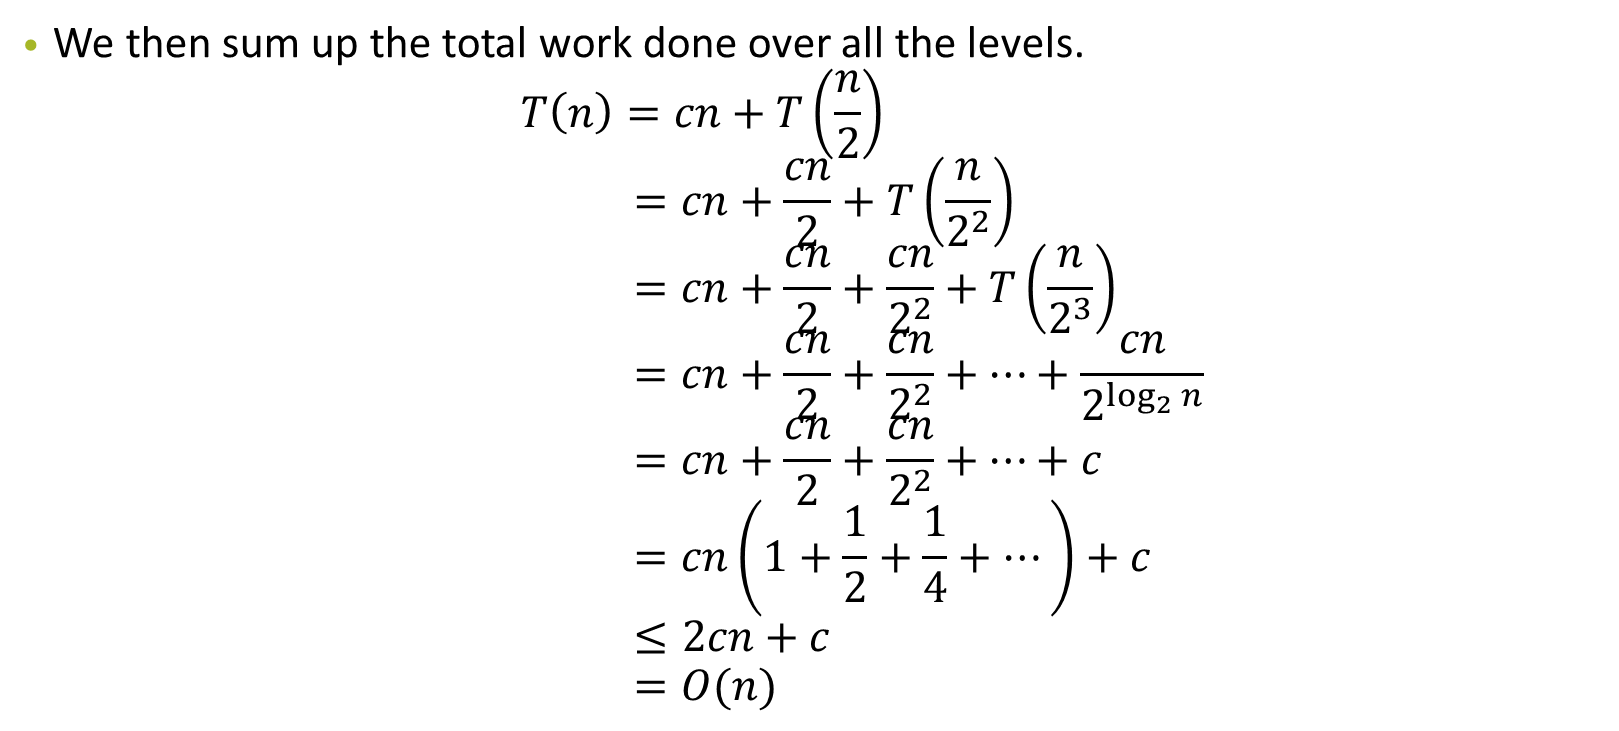 • We then sum up the total work done over all the levels.
T(n) = cn + T(n/2)
= cn + cn/2 + T(n/2²)
= cn + cn/2 + cn/2² + T(n/2³)
= cn + cn/2 + cn/2² + ⋯ + cn/2^(log₂ n)
= cn + cn/2 + cn/2² + ⋯ + c
= cn(1 + 1/2 + 1/4 + ⋯) + c
≤ 2cn + c
= O(n)